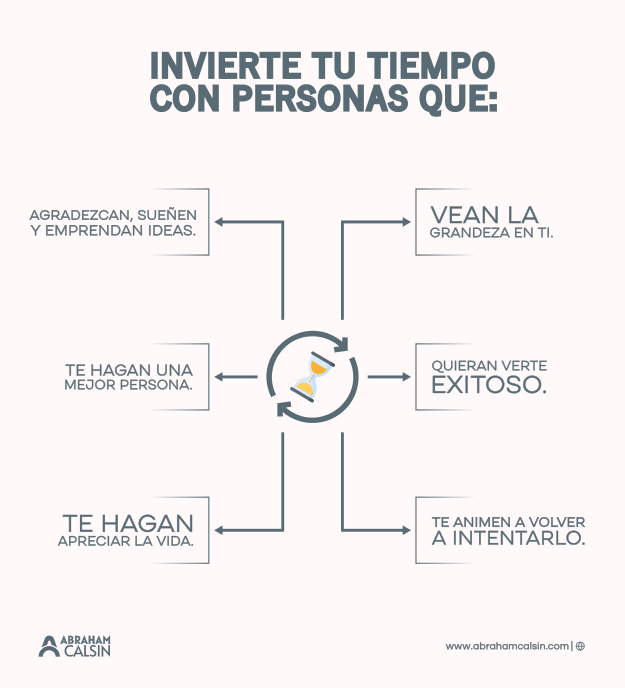 INVIERTE TU TIEMPO
CON PERSONAS QUE:
AGRADEZCAN, SUEÑEN
Y EMPRENDAN IDEAS.
VEAN LA
GRANDEZA EN TI.
TE HAGAN UNA
MEJOR PERSONA.
QUIERAN VERTE
EXITOSO.
TE HAGAN
APRECIAR LA VIDA.
TE ANIMEN A VOLVER
A INTENTARLO.
ABRAHAM
CALSIN
www.abrahamcalsin.com|